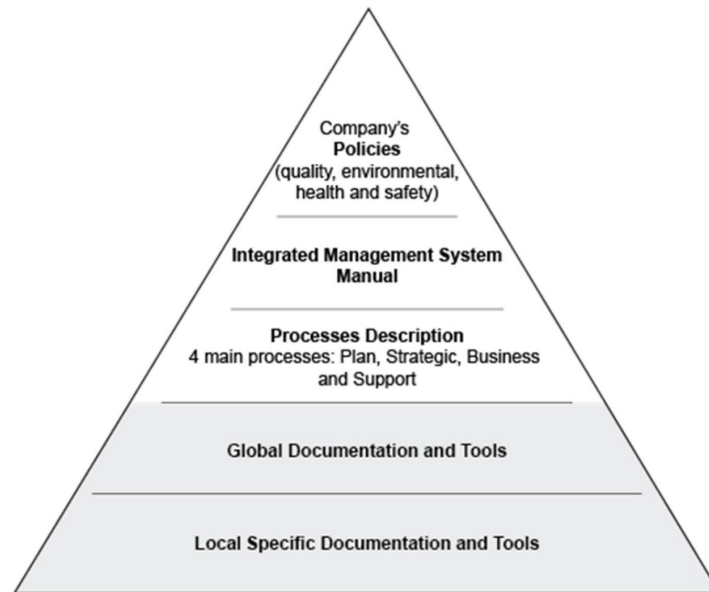 Company's
Policies
(quality, environmental,
health and safety)
Integrated Management System
Manual
Processes Description
4 main processes: Plan, Strategic, Business
and Support
Global Documentation and Tools
Local Specific Documentation and Tools